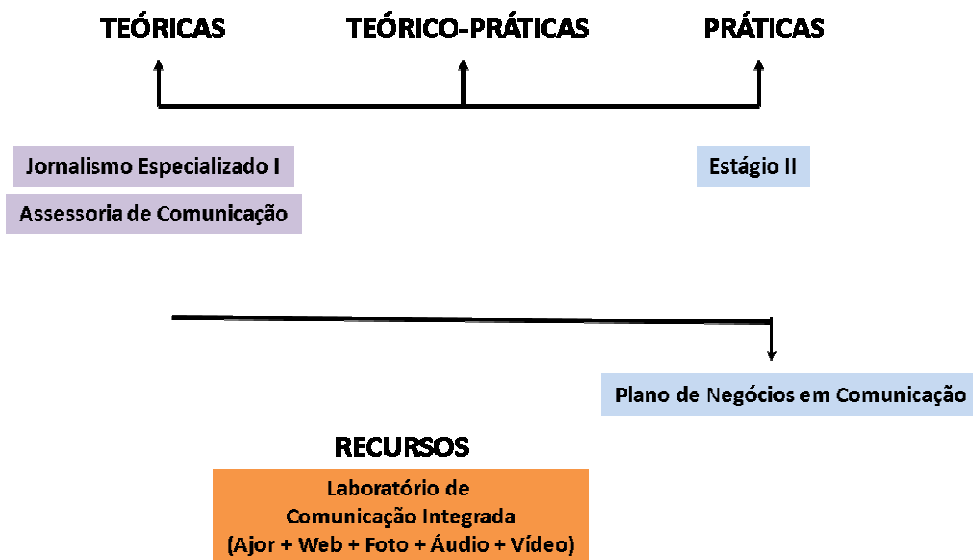 TEÓRICAS TEÓRICO-PRÁTICAS PRÁTICAS
Jornalismo Especializado I Estágio II
Assessoria de Comunicação
Plano de Negócios em Comunicação
RECURSOS
Laboratório de
Comunicação Integrada
(Ajor + Web + Foto + Áudio + Vídeo)